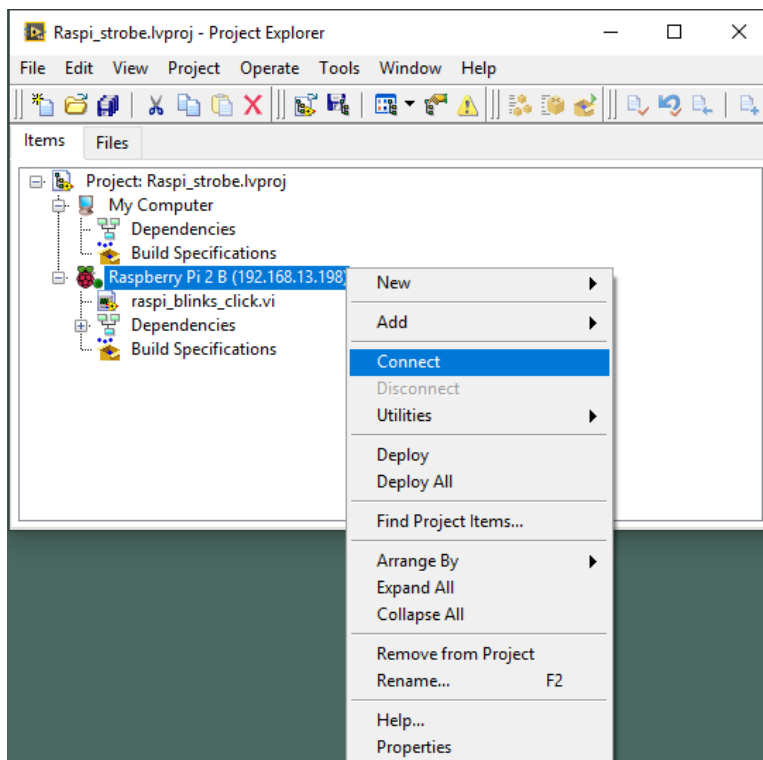 Raspi_strobe.lvproj - Project Explorer
File Edit View Project Operate Tools Window Help
Items Files
Project: Raspi_strobe.lvproj
My Computer
Dependencies
Build Specifications
Raspberry Pi 2 B (192.168.13.198)
raspi_blinks_click.vi
Dependencies
Build Specifications
New
Add
Connect
Disconnect
Utilities
Deploy
Deploy All
Find Project Items...
Arrange By
Expand All
Collapse All
Remove from Project
Rename... F2
Help...
Properties